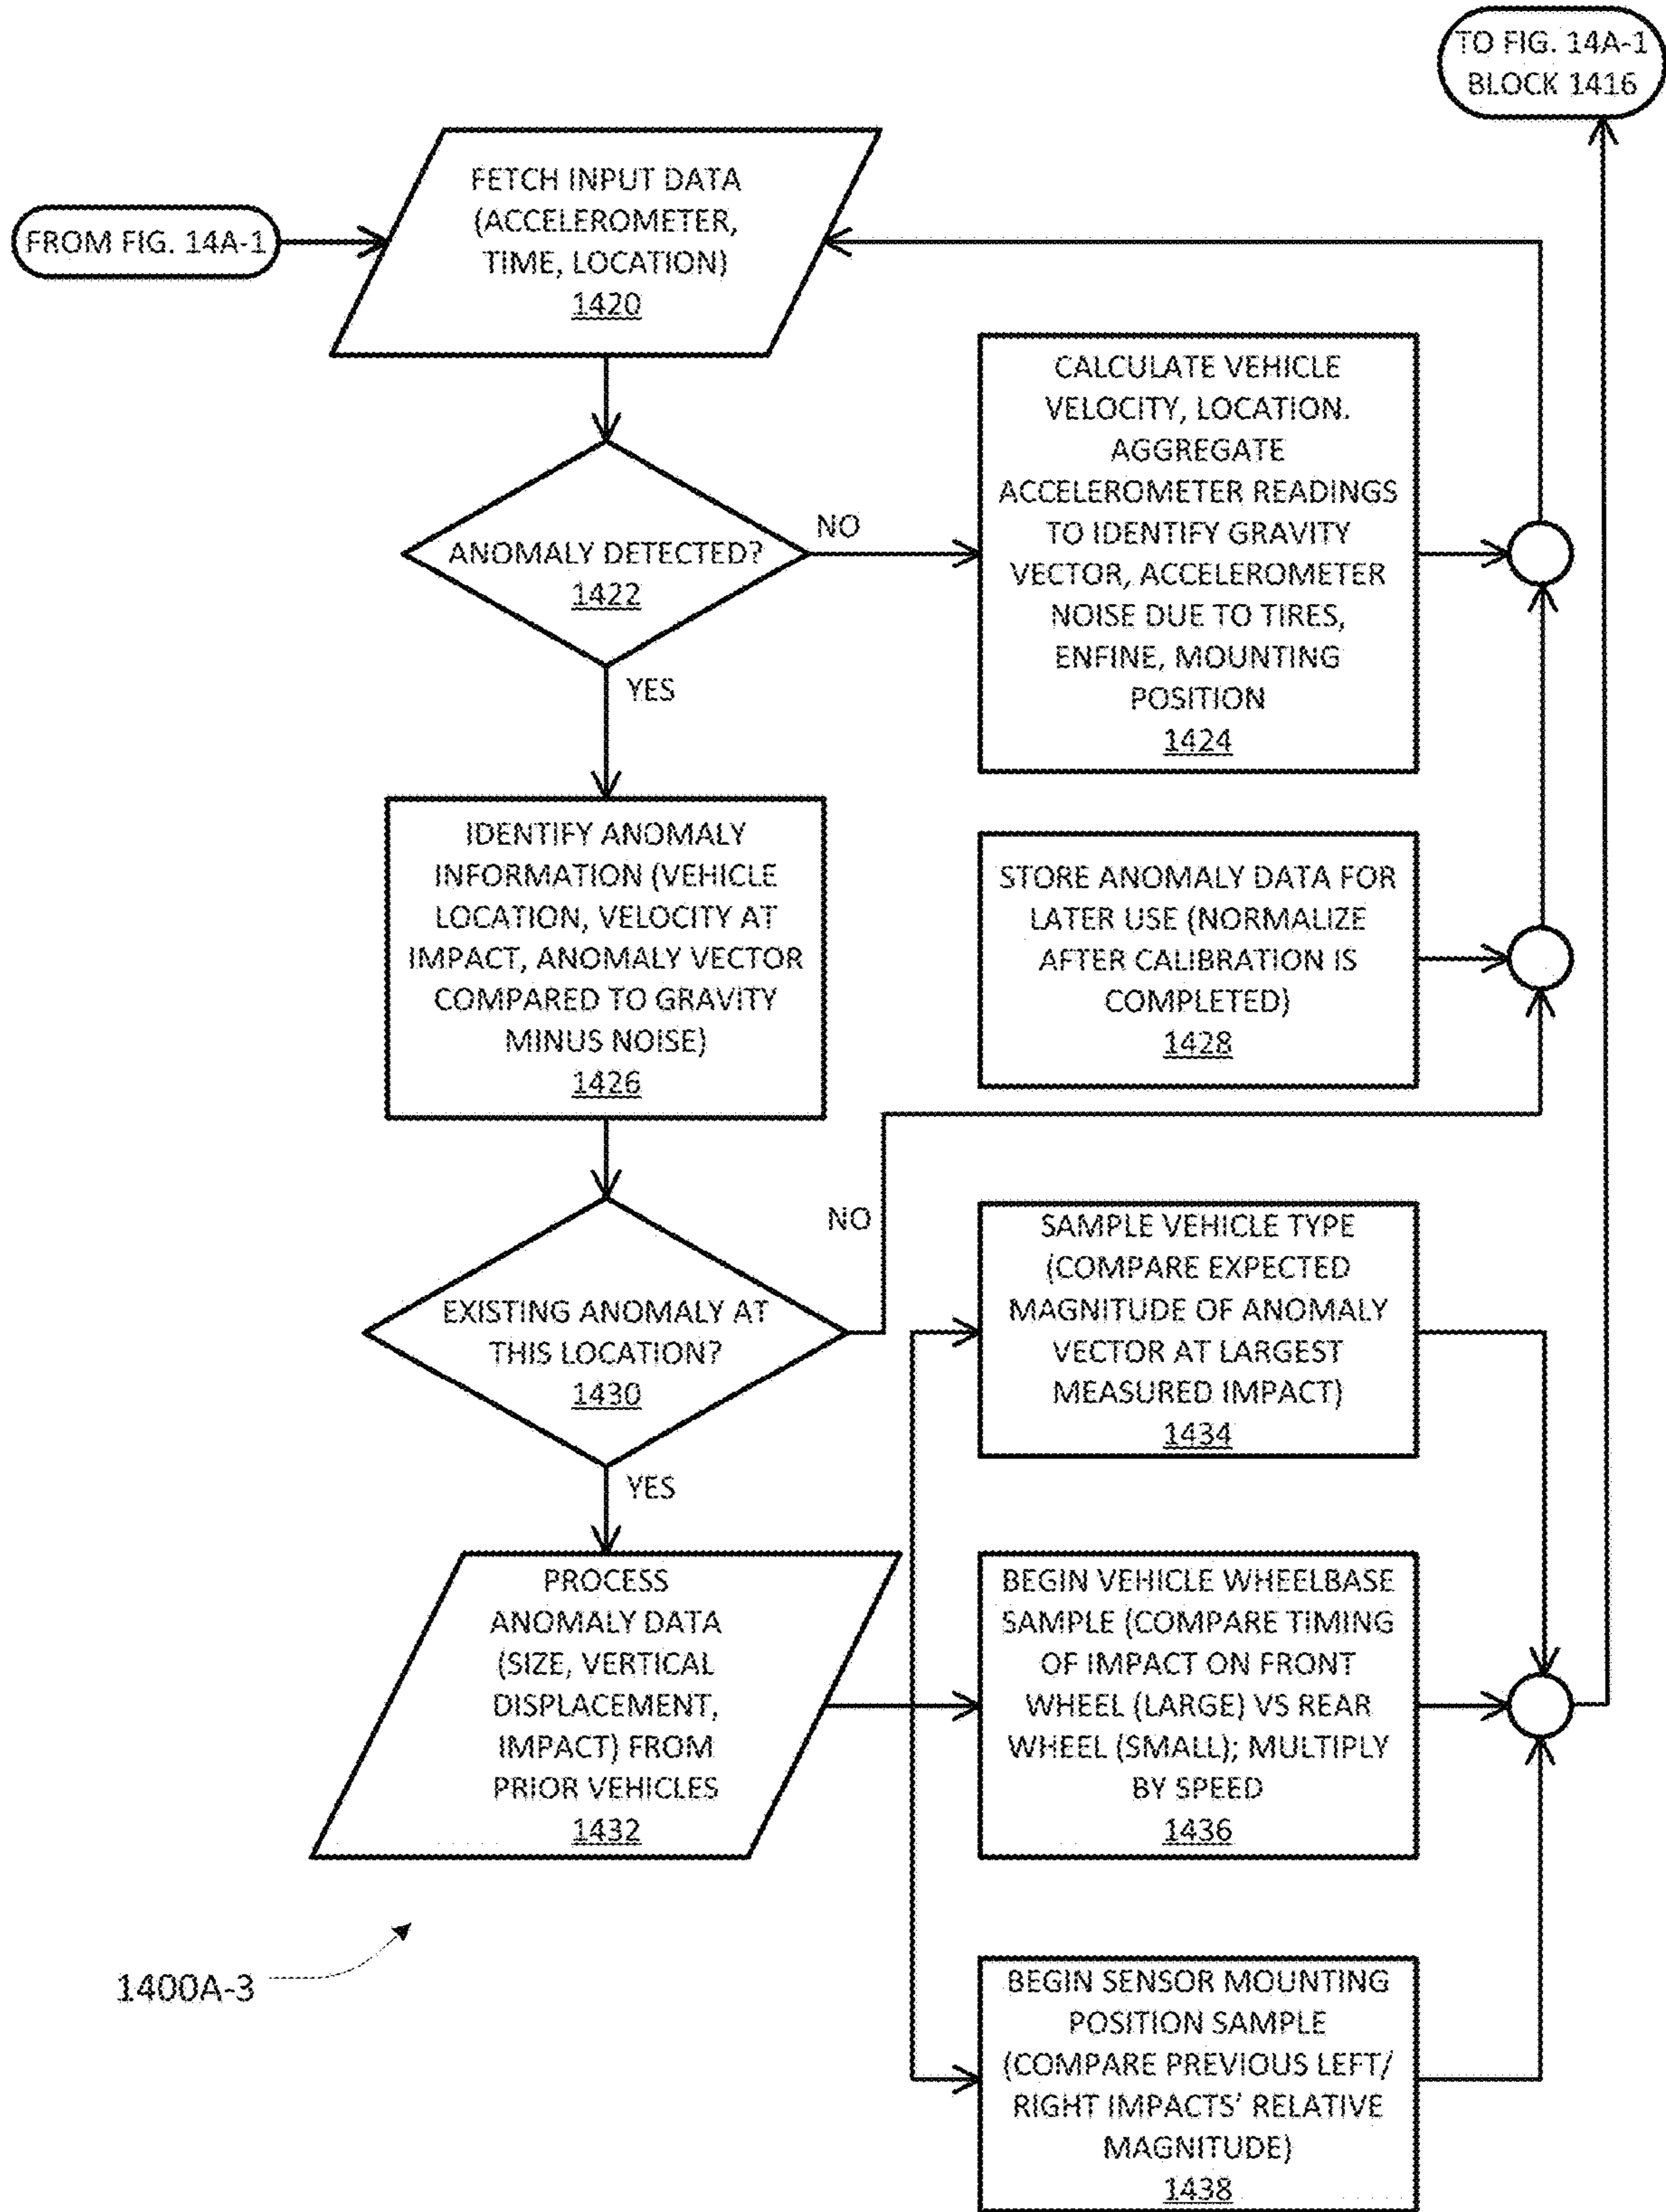 TO FIG. 14A-1
BLOCK 1416
FROM FIG. 14A-1
FETCH INPUT DATA
(ACCELEROMETER,
TIME, LOCATION)
1420
ANOMALY DETECTED?
1422
NO
YES
CALCULATE VEHICLE
VELOCITY, LOCATION.
AGGREGATE
ACCELEROMETER READINGS
TO IDENTIFY GRAVITY
VECTOR, ACCELEROMETER
NOISE DUE TO TIRES,
ENFINE, MOUNTING
POSITION
1424
IDENTIFY ANOMALY
INFORMATION (VEHICLE
LOCATION, VELOCITY AT
IMPACT, ANOMALY VECTOR
COMPARED TO GRAVITY
MINUS NOISE)
1426
STORE ANOMALY DATA FOR
LATER USE (NORMALIZE
AFTER CALIBRATION IS
COMPLETED)
1428
EXISTING ANOMALY AT
THIS LOCATION?
1430
NO
YES
PROCESS
ANOMALY DATA
(SIZE, VERTICAL
DISPLACEMENT,
IMPACT) FROM
PRIOR VEHICLES
1432
SAMPLE VEHICLE TYPE
(COMPARE EXPECTED
MAGNITUDE OF ANOMALY
VECTOR AT LARGEST
MEASURED IMPACT)
1434
BEGIN VEHICLE WHEELBASE
SAMPLE (COMPARE TIMING
OF IMPACT ON FRONT
WHEEL (LARGE) VS REAR
WHEEL (SMALL); MULTIPLY
BY SPEED
1436
BEGIN SENSOR MOUNTING
POSITION SAMPLE
(COMPARE PREVIOUS LEFT/
RIGHT IMPACTS' RELATIVE
MAGNITUDE)
1438
1400A-3